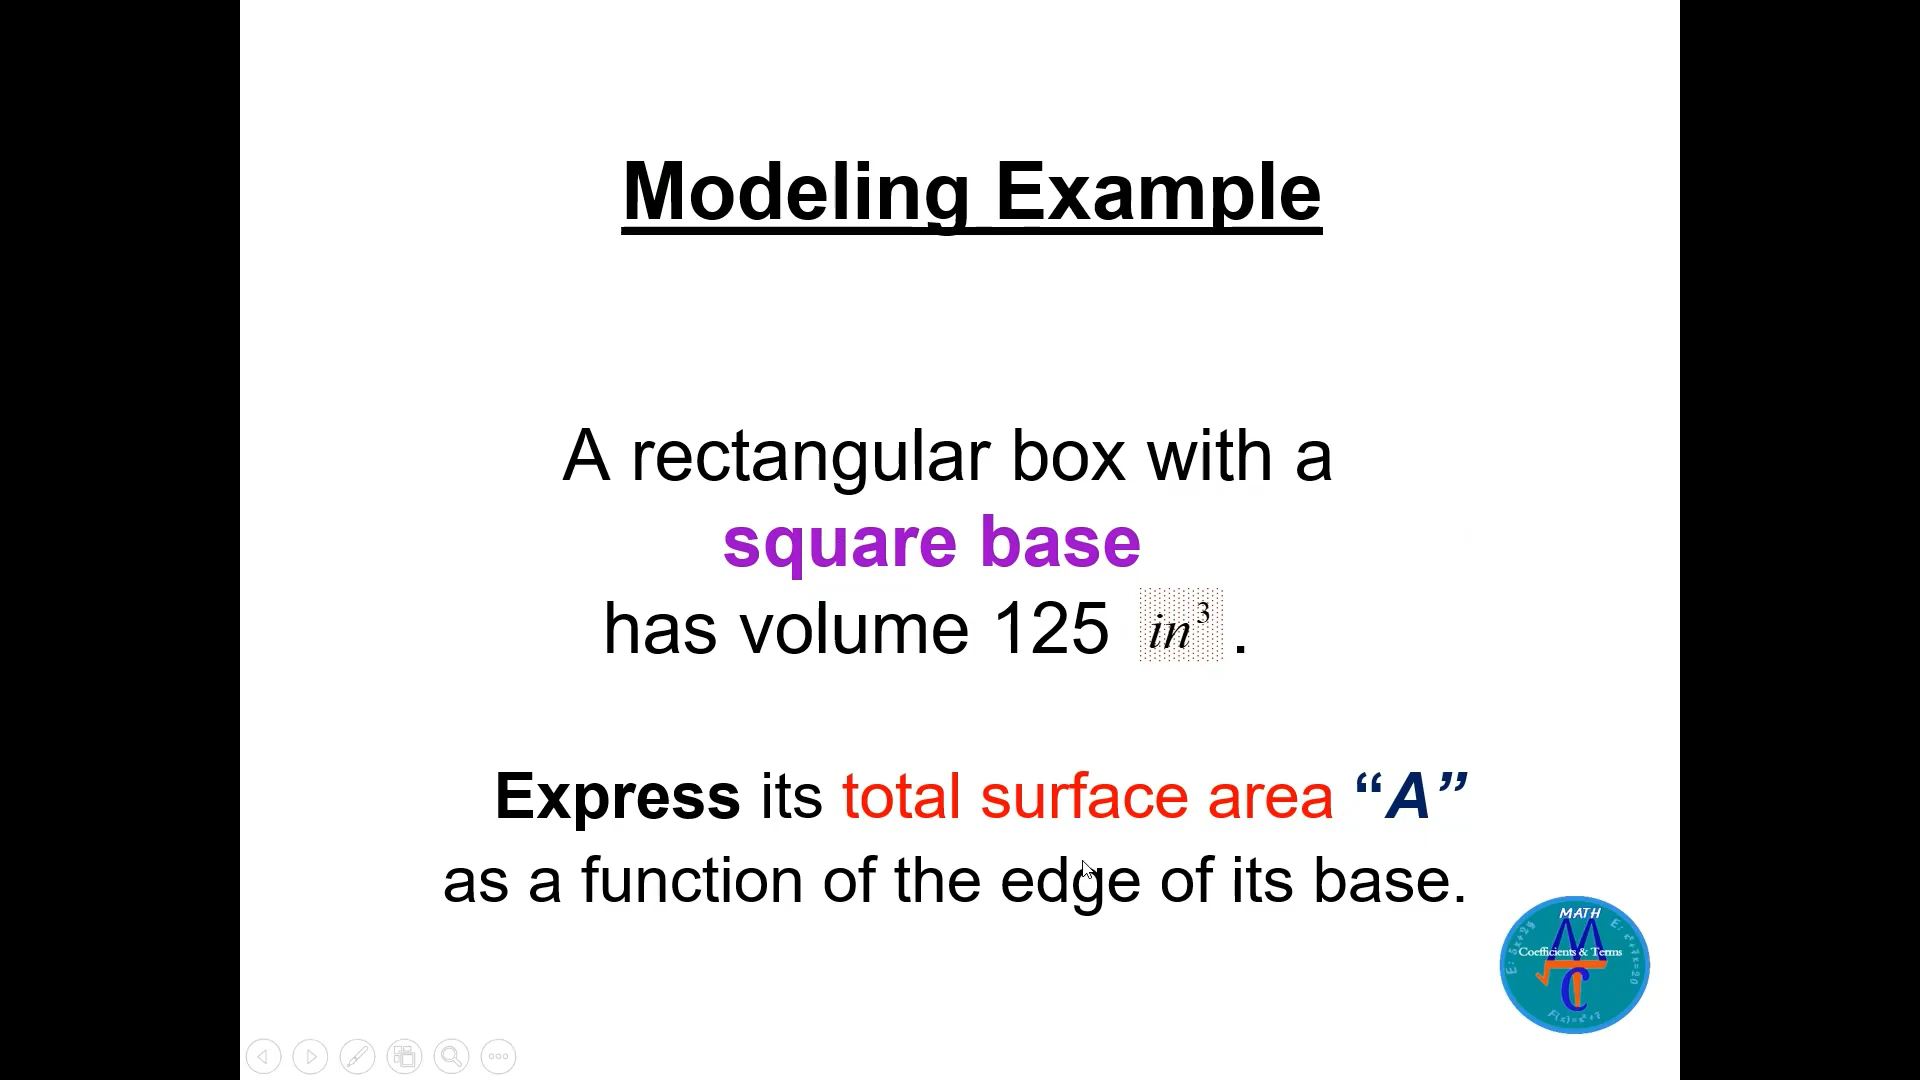 Modeling Example
A rectangular box with a
square base
has volume 125 in³ .
Express its total surface area “A”
as a function of the edge of its base.
MATH
Coefficients & Terms